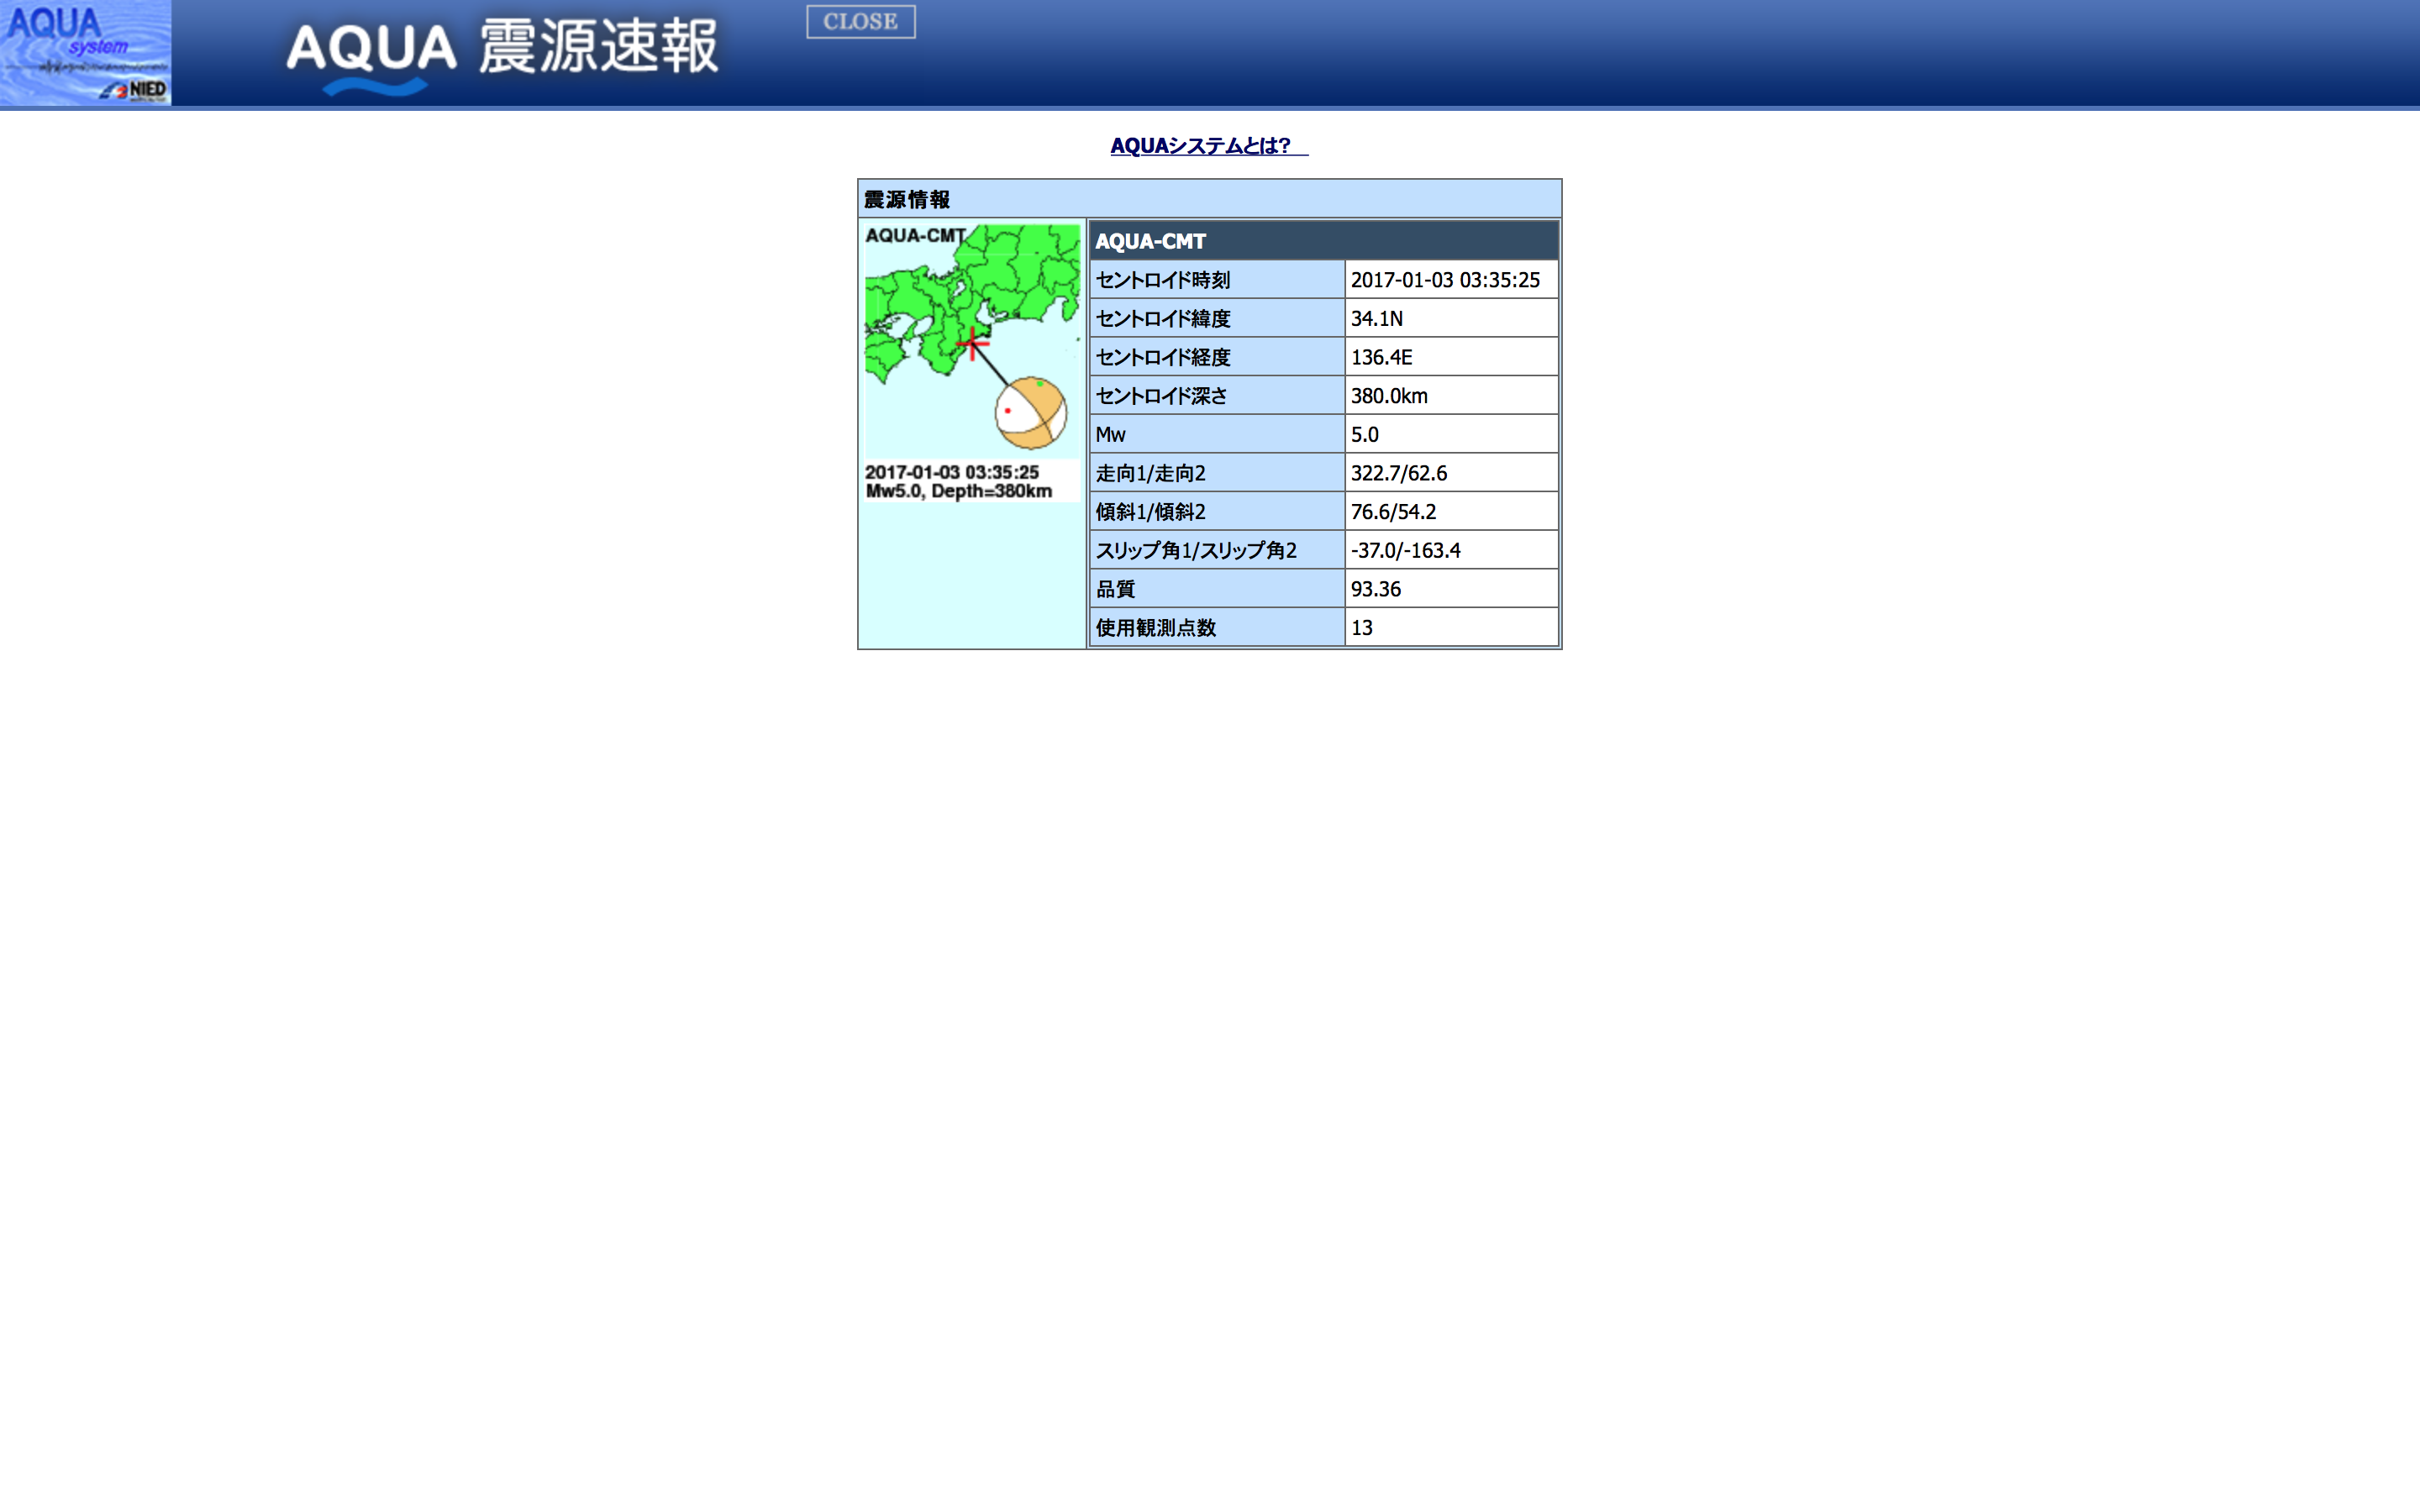 AQUA
system
NIED
AQUA 震源速報
CLOSE
AQUAシステムとは?
震源情報
AQUA-CMT
2017-01-03 03:35:25
Mw5.0, Depth=380km
AQUA-CMT
セントロイド時刻 2017-01-03 03:35:25
セントロイド緯度 34.1N
セントロイド経度 136.4E
セントロイド深さ 380.0km
Mw 5.0
走向1/走向2 322.7/62.6
傾斜1/傾斜2 76.6/54.2
スリップ角1/スリップ角2 -37.0/-163.4
品質 93.36
使用観測点数 13